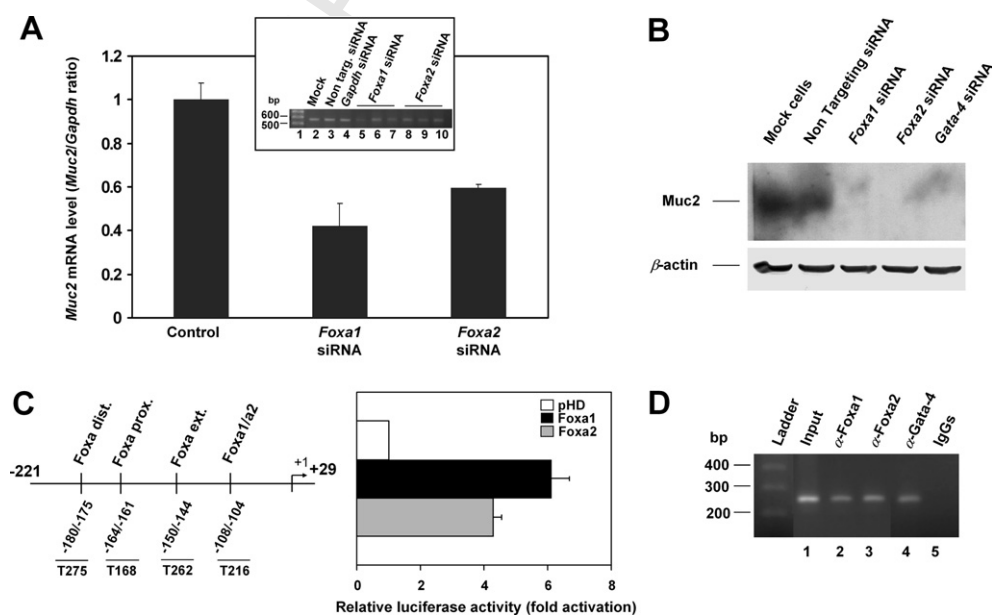 A
Muc2 mRNA level (Muc2/Gapdh ratio)
1.2
1
0.8
0.6
0.4
0.2
0
Control
Foxa1
siRNA
Foxa2
siRNA
Mock
Non targ. siRNA
Gapdh siRNA
Foxa1 siRNA
Foxa2 siRNA
bp
600
500
1 2 3 4 5 6 7 8 9 10
B
Mock cells
Non Targeting siRNA
Foxa1 siRNA
Foxa2 siRNA
Gata-4 siRNA
Muc2
β-actin
C
Foxa dist.
Foxa prox.
Foxa ext.
Foxa1/a2
-221
+1
+29
-180/-175
-164/-161
-150/-144
-108/-104
T275
T168
T262
T216
pHD
Foxa1
Foxa2
0 2 4 6 8
Relative luciferase activity (fold activation)
D
bp
Ladder
Input
α-Foxa1
α-Foxa2
α-Gata-4
IgGs
400
300
200
1 2 3 4 5